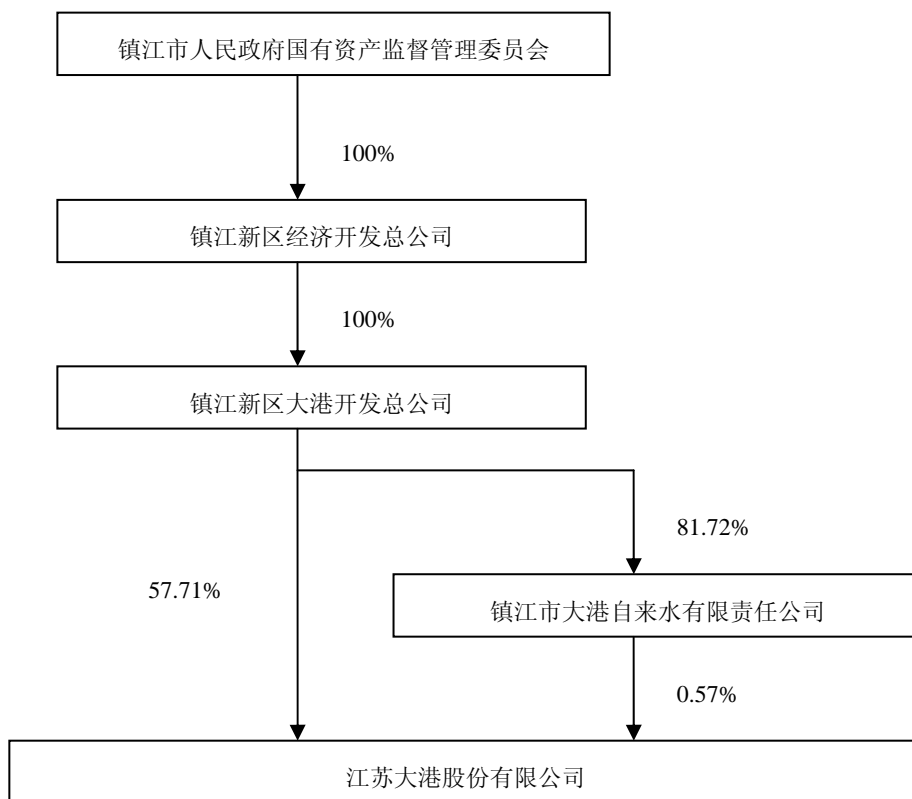 镇江市人民政府国有资产监督管理委员会
100%
镇江新区经济开发总公司
100%
镇江新区大港开发总公司
81.72%
57.71%
镇江市大港自来水有限责任公司
0.57%
江苏大港股份有限公司